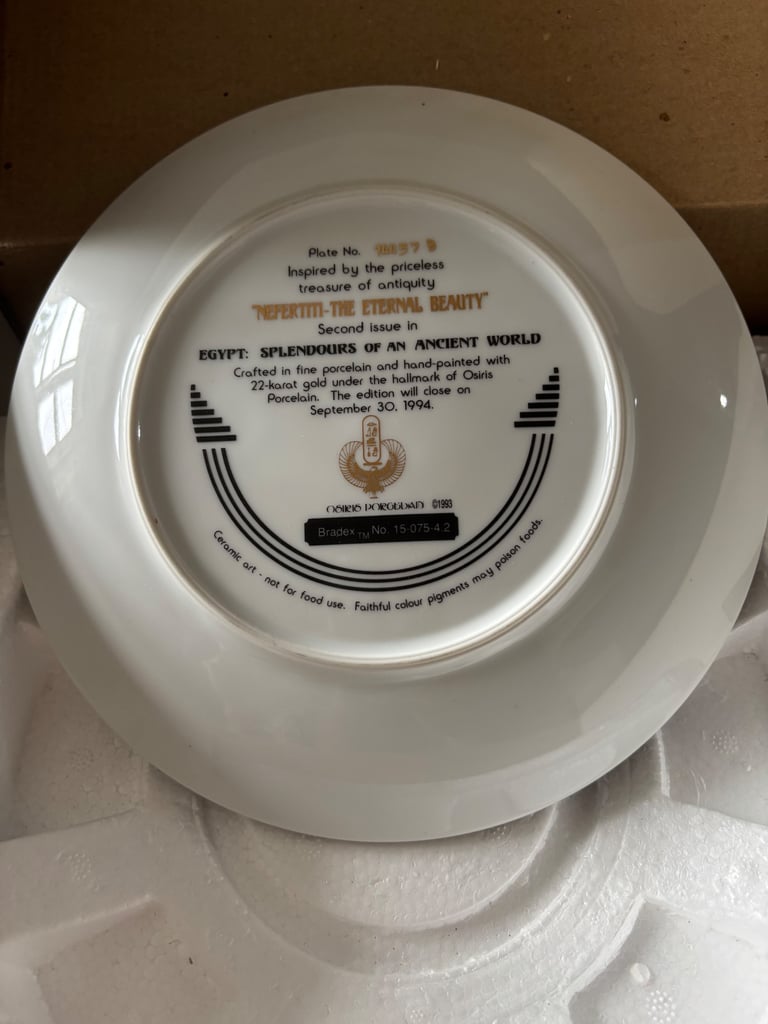 Plate No.
Inspired by the priceless
treasure of antiquity
"NEFERTITI-THE ETERNAL BEAUTY"
Second issue in
EGYPT: SPLENDOURS OF AN ANCIENT WORLD
Crafted in fine porcelain and hand-painted with
22-karat gold under the hallmark of Osiris
Porcelain. The edition will close on
September 30, 1994.
OSIRIS PORCELAIN ©1993
Bradex TM No. 15-075-4.2
Ceramic art - not for food use. Faithful colour pigments may poison foods.